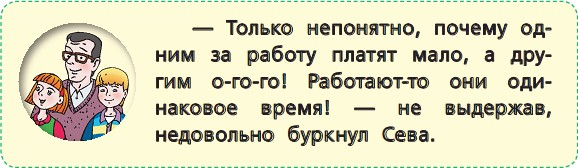 — Только непонятно, почему од-
ним за работу платят мало, а дру-
гим о-го-го! Работают-то они оди-
наковое время! — не выдержав,
недовольно буркнул Сева.